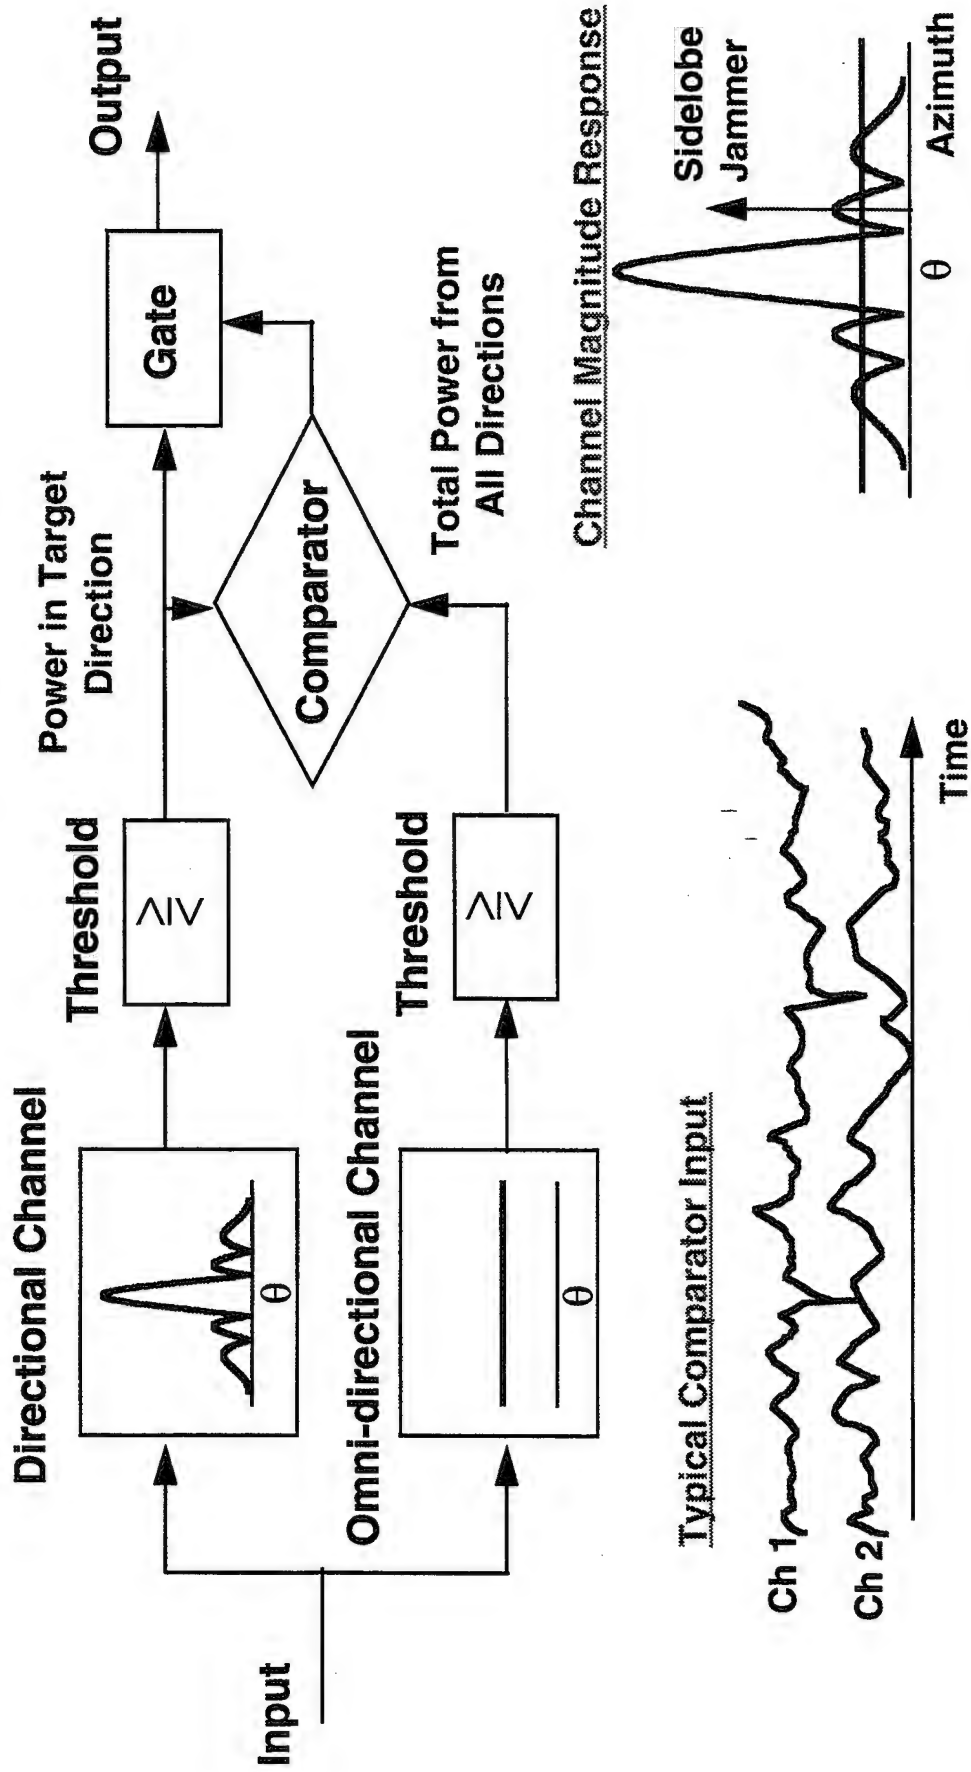 Directional Channel
θ
Threshold
>|<
Power in Target
Direction
Gate
Output
Input
Comparator
Omni-directional Channel
θ
Threshold
>|<
Total Power from
All Directions
Typical Comparator Input
Ch 1
Ch 2
Time
Channel Magnitude Response
Sidelobe
Jammer
θ
Azimuth